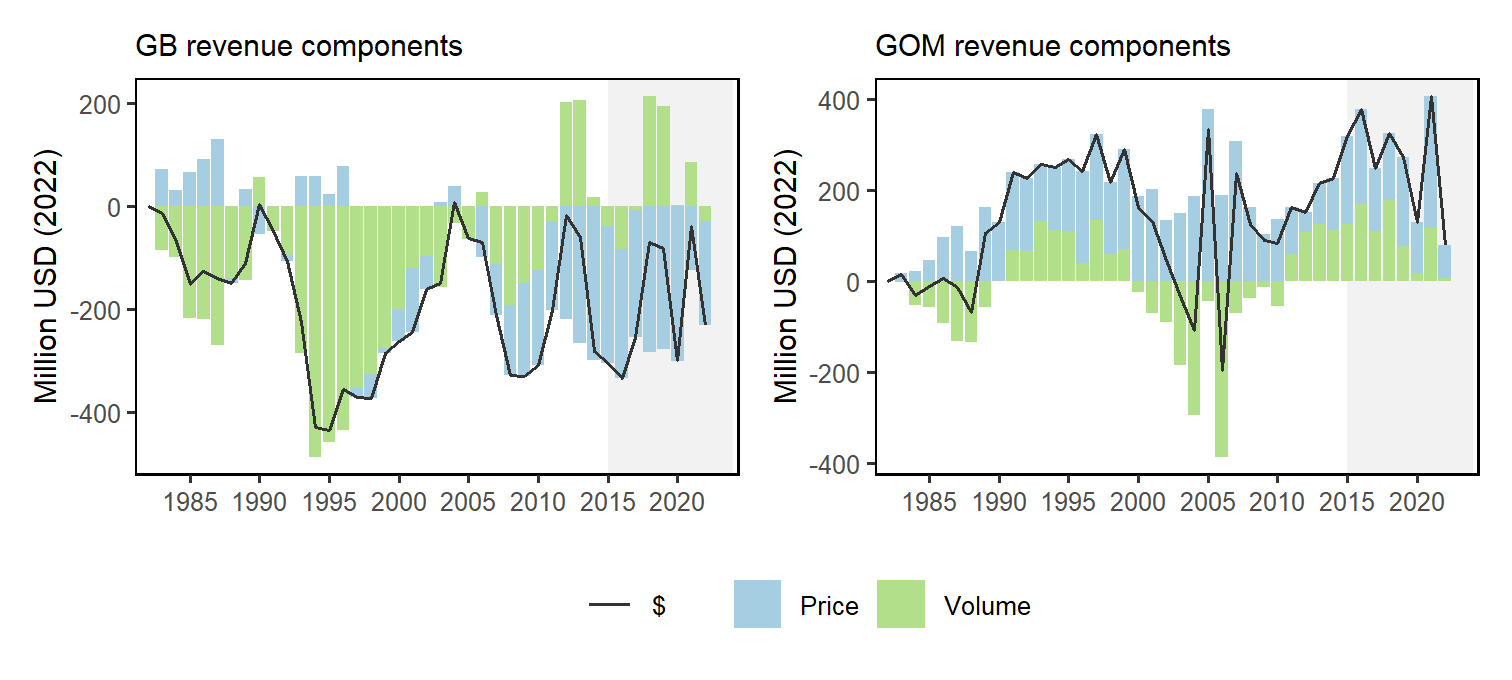 GB revenue components
GOM revenue components
Million USD (2022)
200
0
-200
-400
1985 1990 1995 2000 2005 2010 2015 2020
Million USD (2022)
400
200
0
-200
-400
1985 1990 1995 2000 2005 2010 2015 2020
$ Price Volume